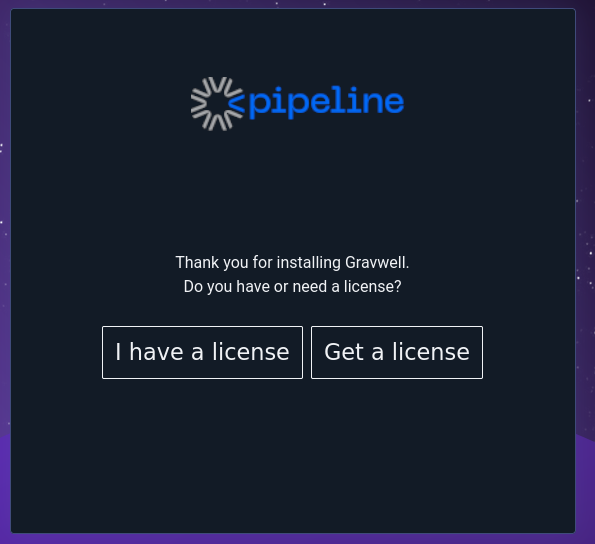 pipeline
Thank you for installing Gravwell.
Do you have or need a license?
I have a license Get a license